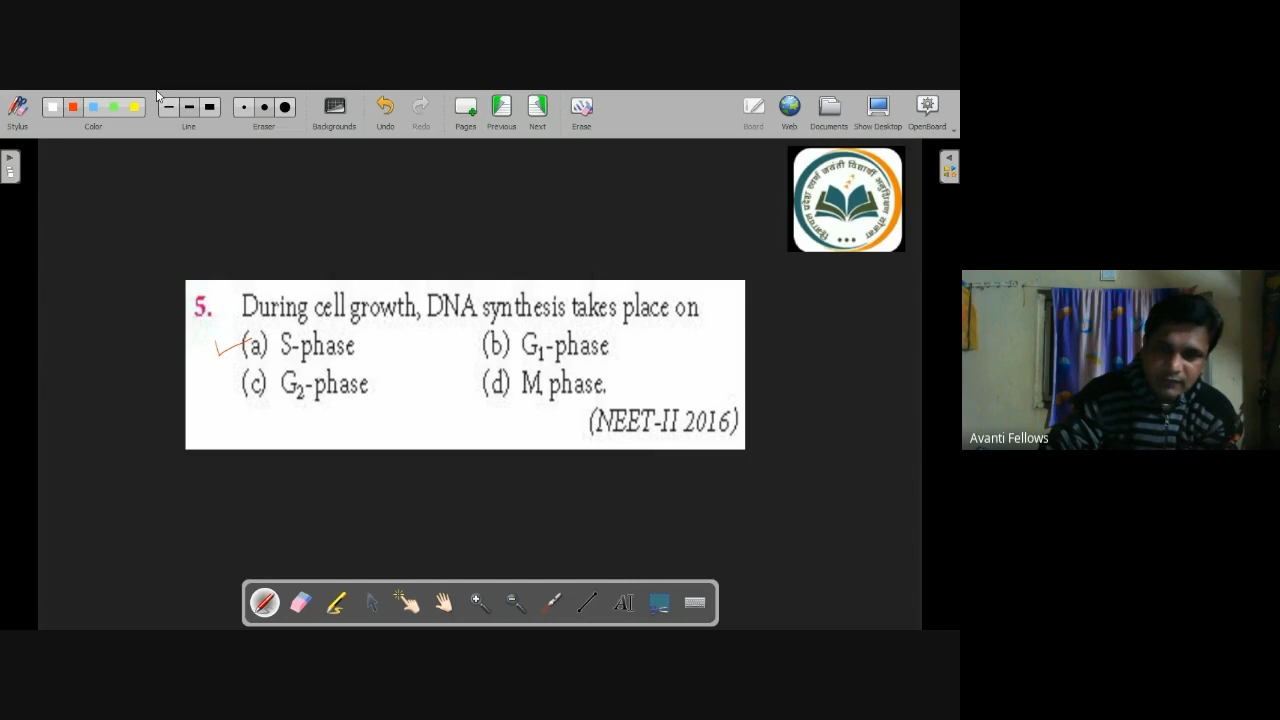 Stylus
Color
Line
Eraser
Backgrounds
Undo
Redo
Pages
Previous
Next
Erase
Board
Web
Documents
Show Desktop
OpenBoard
5. During cell growth, DNA synthesis takes place on
(a) S-phase (b) G₁-phase
(c) G₂-phase (d) M phase.
(NEET-II 2016)
Avanti Fellows
AI